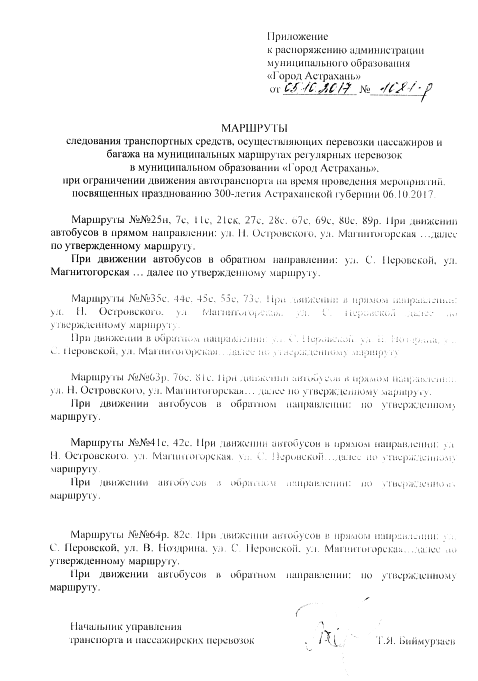 Приложение
к распоряжению администрации
муниципального образования
«Город Астрахань»
от 05.10.2017 № 1081-р
МАРШРУТЫ
следования транспортных средств, осуществляющих перевозки пассажиров и
багажа на муниципальных маршрутах регулярных перевозок
в муниципальном образовании «Город Астрахань».
при ограничении движения автотранспорта на время проведения мероприятий.
посвященных празднованию 300-летия Астраханской губернии 06.10.2017.
Маршруты №№25н, 7с, 11с, 21ск, 27с, 28с, 67с, 69с, 80с, 89р. При движении
автобусов в прямом направлении: ул. Н. Островского, ул. Магнитогорская …далее
по утвержденному маршруту.
При движении автобусов в обратном направлении: ул. С. Перовской, ул.
Магнитогорская … далее по утвержденному маршруту.
Маршруты №№35с, 44с, 45с, 53с, 73с. При движении в прямом направлении:
ул. Н. Островского, ул. Магнитогорская, ул. С. Перовской далее по
утвержденному маршруту.
При движении в обратном направлении: ул. С. Перовской, ул. В. Ноздрина, ул.
С. Перовской, ул. Магнитогорская…далее по утвержденному маршруту.
Маршруты №№63р, 76с, 81с. При движении автобусов в прямом направлении:
ул. Н. Островского, ул. Магнитогорская… далее по утвержденному маршруту.
При движении автобусов в обратном направлении: по утвержденному
маршруту.
Маршруты №№41с, 42с. При движении автобусов в прямом направлении: ул.
Н. Островского, ул. Магнитогорская, ул. С. Перовской…далее по утвержденному
маршруту.
При движении автобусов в обратном направлении: по утвержденному
маршруту.
Маршруты №№64р, 82с. При движении автобусов в прямом направлении: ул.
С. Перовской, ул. В. Ноздрина, ул. С. Перовской, ул. Магнитогорская…далее по
утвержденному маршруту.
При движении автобусов в обратном направлении: по утвержденному
маршруту.
Начальник управления
транспорта и пассажирских перевозок Т.Я. Биймурзаев